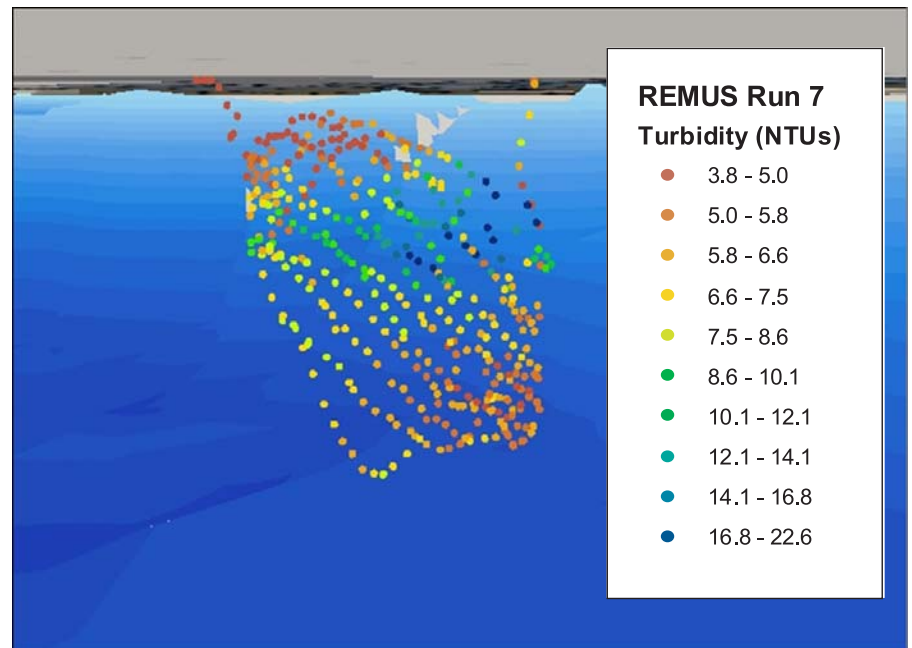 REMUS Run 7
Turbidity (NTUs)
3.8 - 5.0
5.0 - 5.8
5.8 - 6.6
6.6 - 7.5
7.5 - 8.6
8.6 - 10.1
10.1 - 12.1
12.1 - 14.1
14.1 - 16.8
16.8 - 22.6